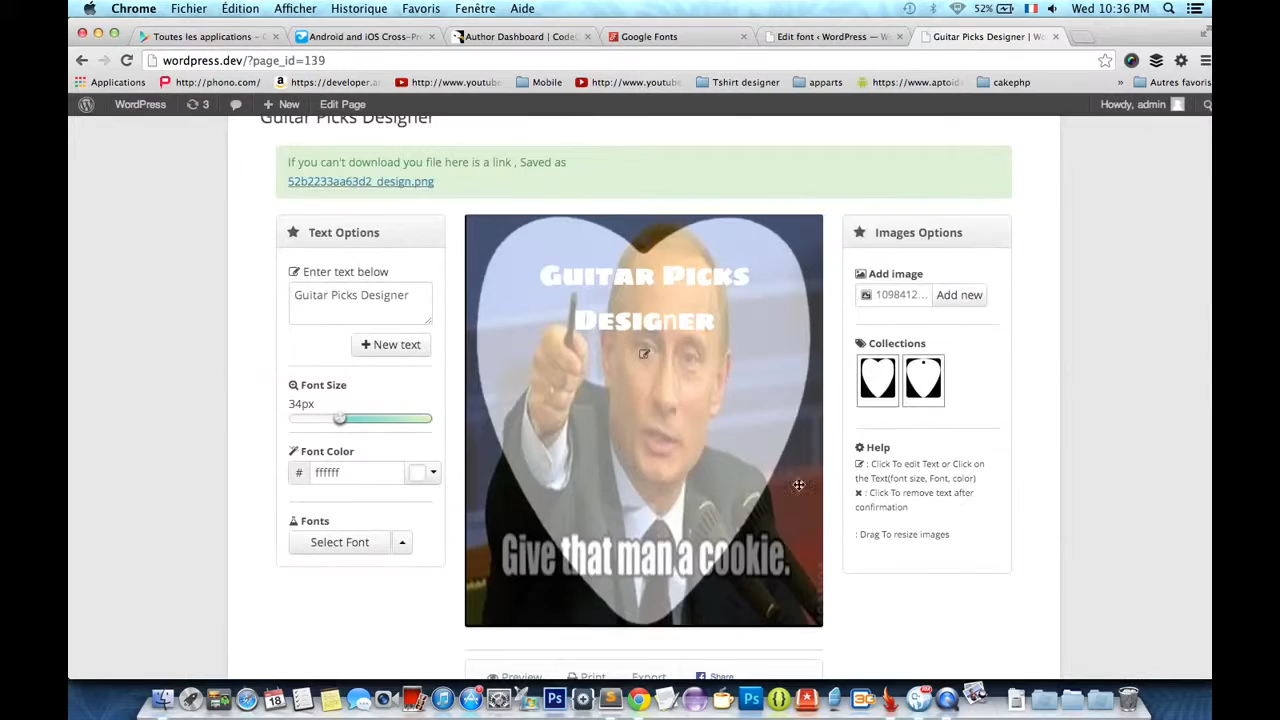 Chrome Fichier Édition Afficher Historique Favoris Fenêtre Aide 52% Wed 10:36 PM
Toutes les applications - Android and iOS Cross-Pro Author Dashboard | Code Google Fonts Edit font ‹ WordPress — W Guitar Picks Designer | Wo
wordpress.dev/?page_id=139
Applications http://phono.com/ https://developer.an http://www.youtube Mobile http://www.youtube Tshirt designer apparts https://www.aptoid cakephp » Autres favoris
WordPress 3 New Edit Page Howdy, admin
Guitar Picks Designer
If you can't download you file here is a link , Saved as
52b2233aa63d2_design.png
Text Options
Enter text below
Guitar Picks Designer
New text
Font Size
34px
Font Color
# ffffff
Fonts
Select Font
Guitar Picks
Designer
Give that man a cookie.
Preview Print Export Share
Images Options
Add image
1098412... Add new
Collections
Help
: Click To edit Text or Click on
the Text(font size, Font, color)
: Click To remove text after
confirmation
: Drag To resize images